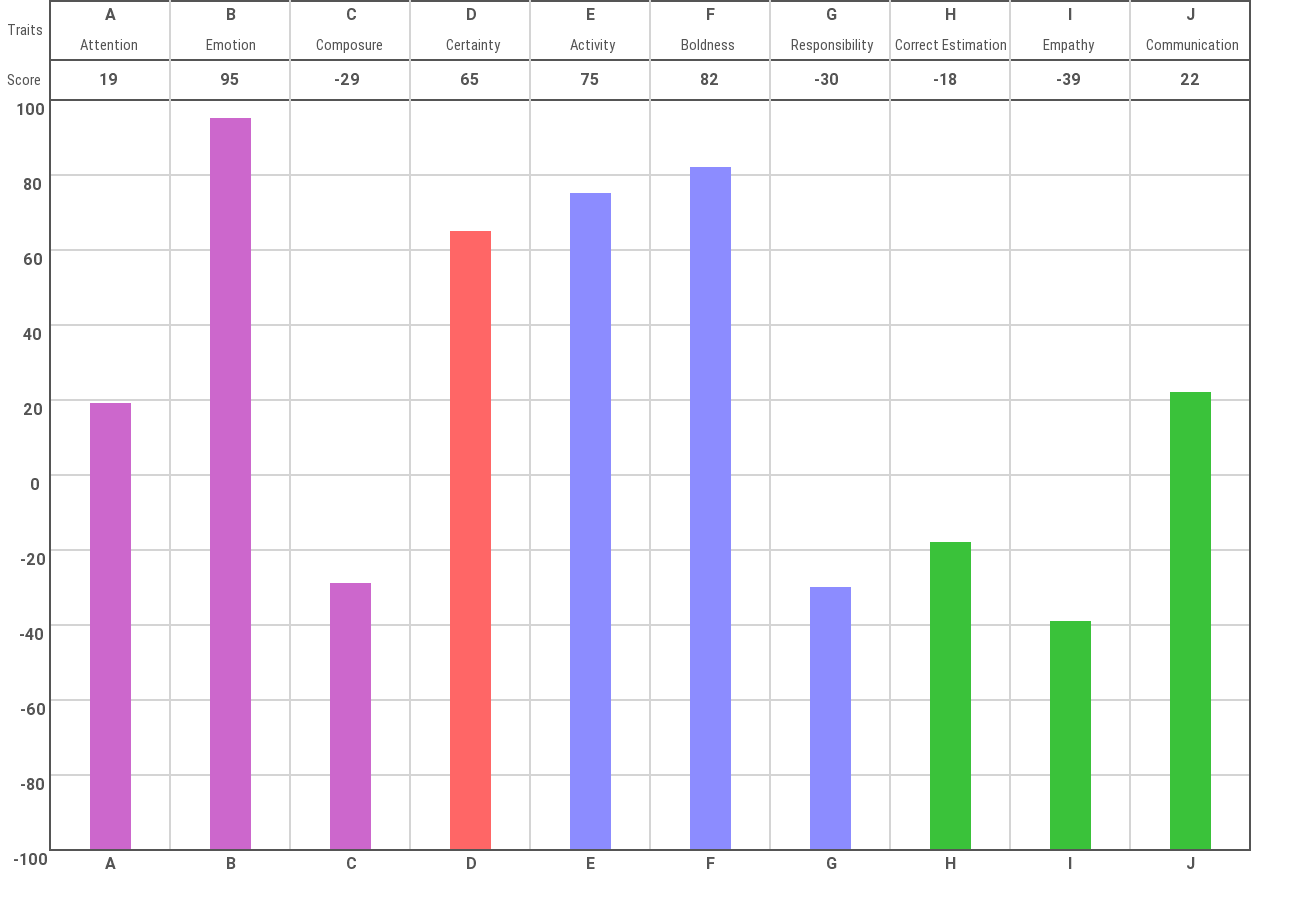 Traits
A B C D E F G H I J
Attention Emotion Composure Certainty Activity Boldness Responsibility Correct Estimation Empathy Communication
Score 19 95 -29 65 75 82 -30 -18 -39 22
100
80
60
40
20
0
-20
-40
-60
-80
-100
A B C D E F G H I J